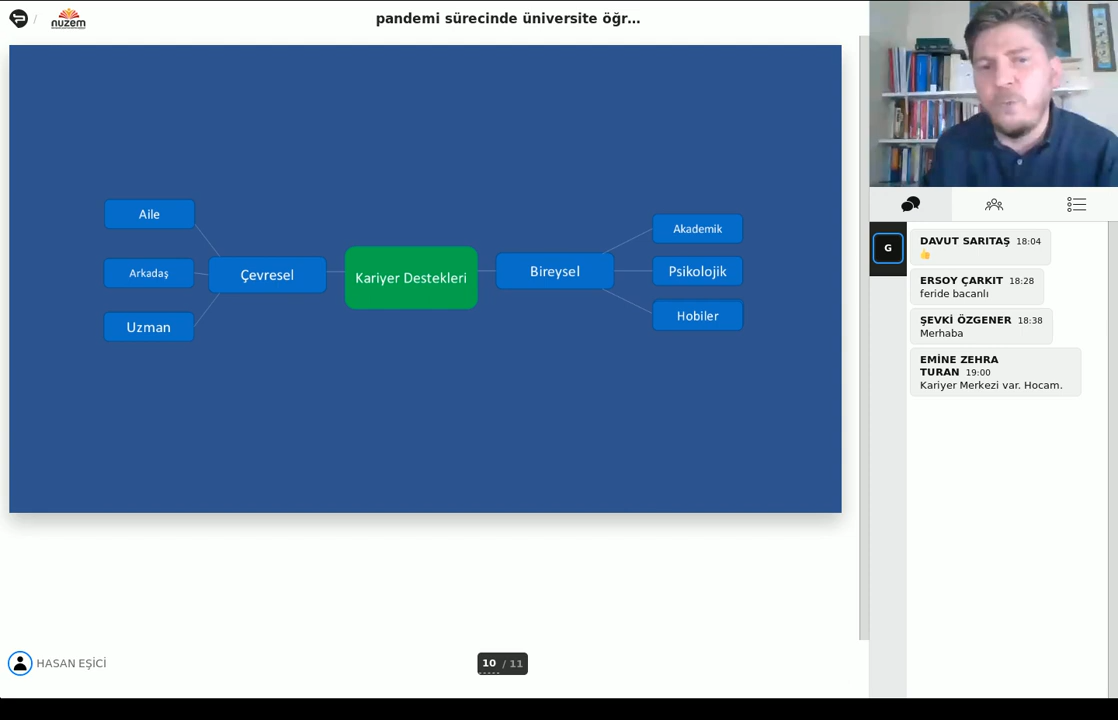 nuzem
pandemi sürecinde üniversite öğr...
Aile
Arkadaş
Uzman
Çevresel
Kariyer Destekleri
Bireysel
Akademik
Psikolojik
Hobiler
G
DAVUT SARITAŞ 18:04
👍
ERSOY ÇARKIT 18:28
feride bacanlı
ŞEVKİ ÖZGENER 18:38
Merhaba
EMİNE ZEHRA
TURAN 19:00
Kariyer Merkezi var. Hocam.
HASAN EŞİCİ
10 / 11